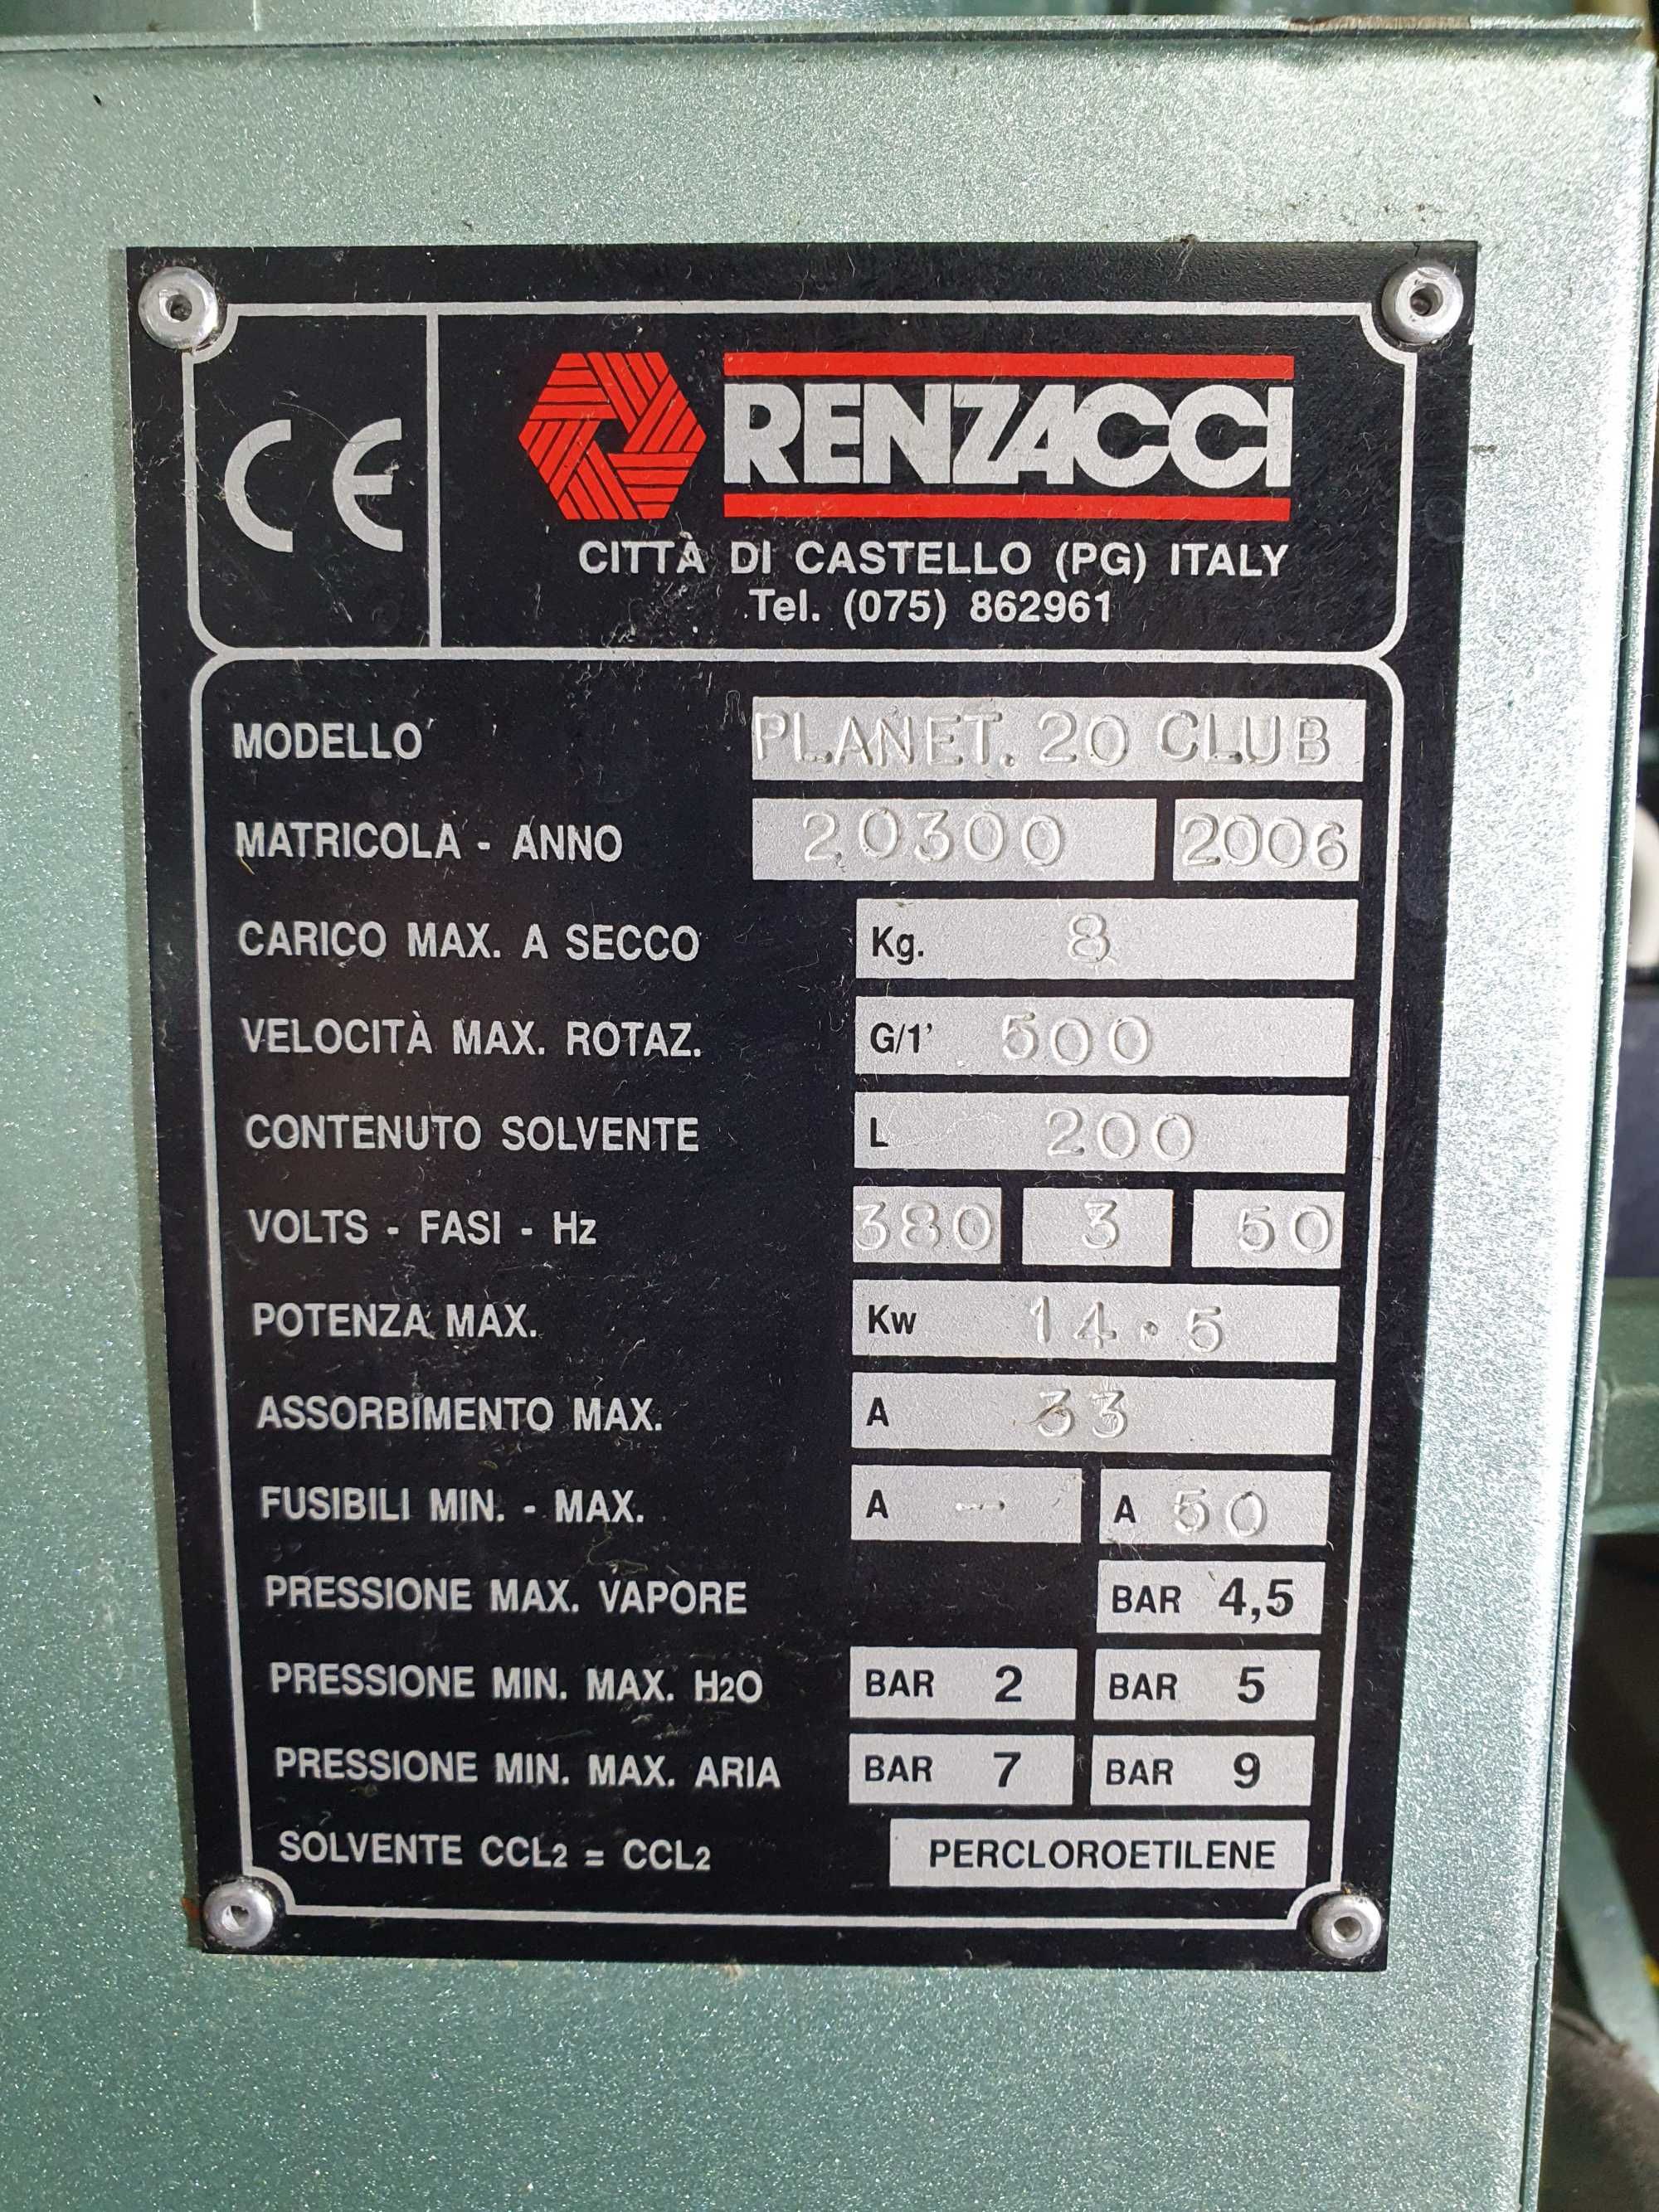 CE
RENZACCI
CITTÀ DI CASTELLO (PG) ITALY
Tel. (075) 862961
MODELLO PLANET. 20 CLUB
MATRICOLA - ANNO 20300 2006
CARICO MAX. A SECCO Kg. 8
VELOCITÀ MAX. ROTAZ. G/1' 500
CONTENUTO SOLVENTE L 200
VOLTS - FASI - Hz 380 3 50
POTENZA MAX. Kw 14.5
ASSORBIMENTO MAX. A 33
FUSIBILI MIN. - MAX. A - A 50
PRESSIONE MAX. VAPORE BAR 4,5
PRESSIONE MIN. MAX. H2O BAR 2 BAR 5
PRESSIONE MIN. MAX. ARIA BAR 7 BAR 9
SOLVENTE CCL2 = CCL2 PERCLOROETILENE